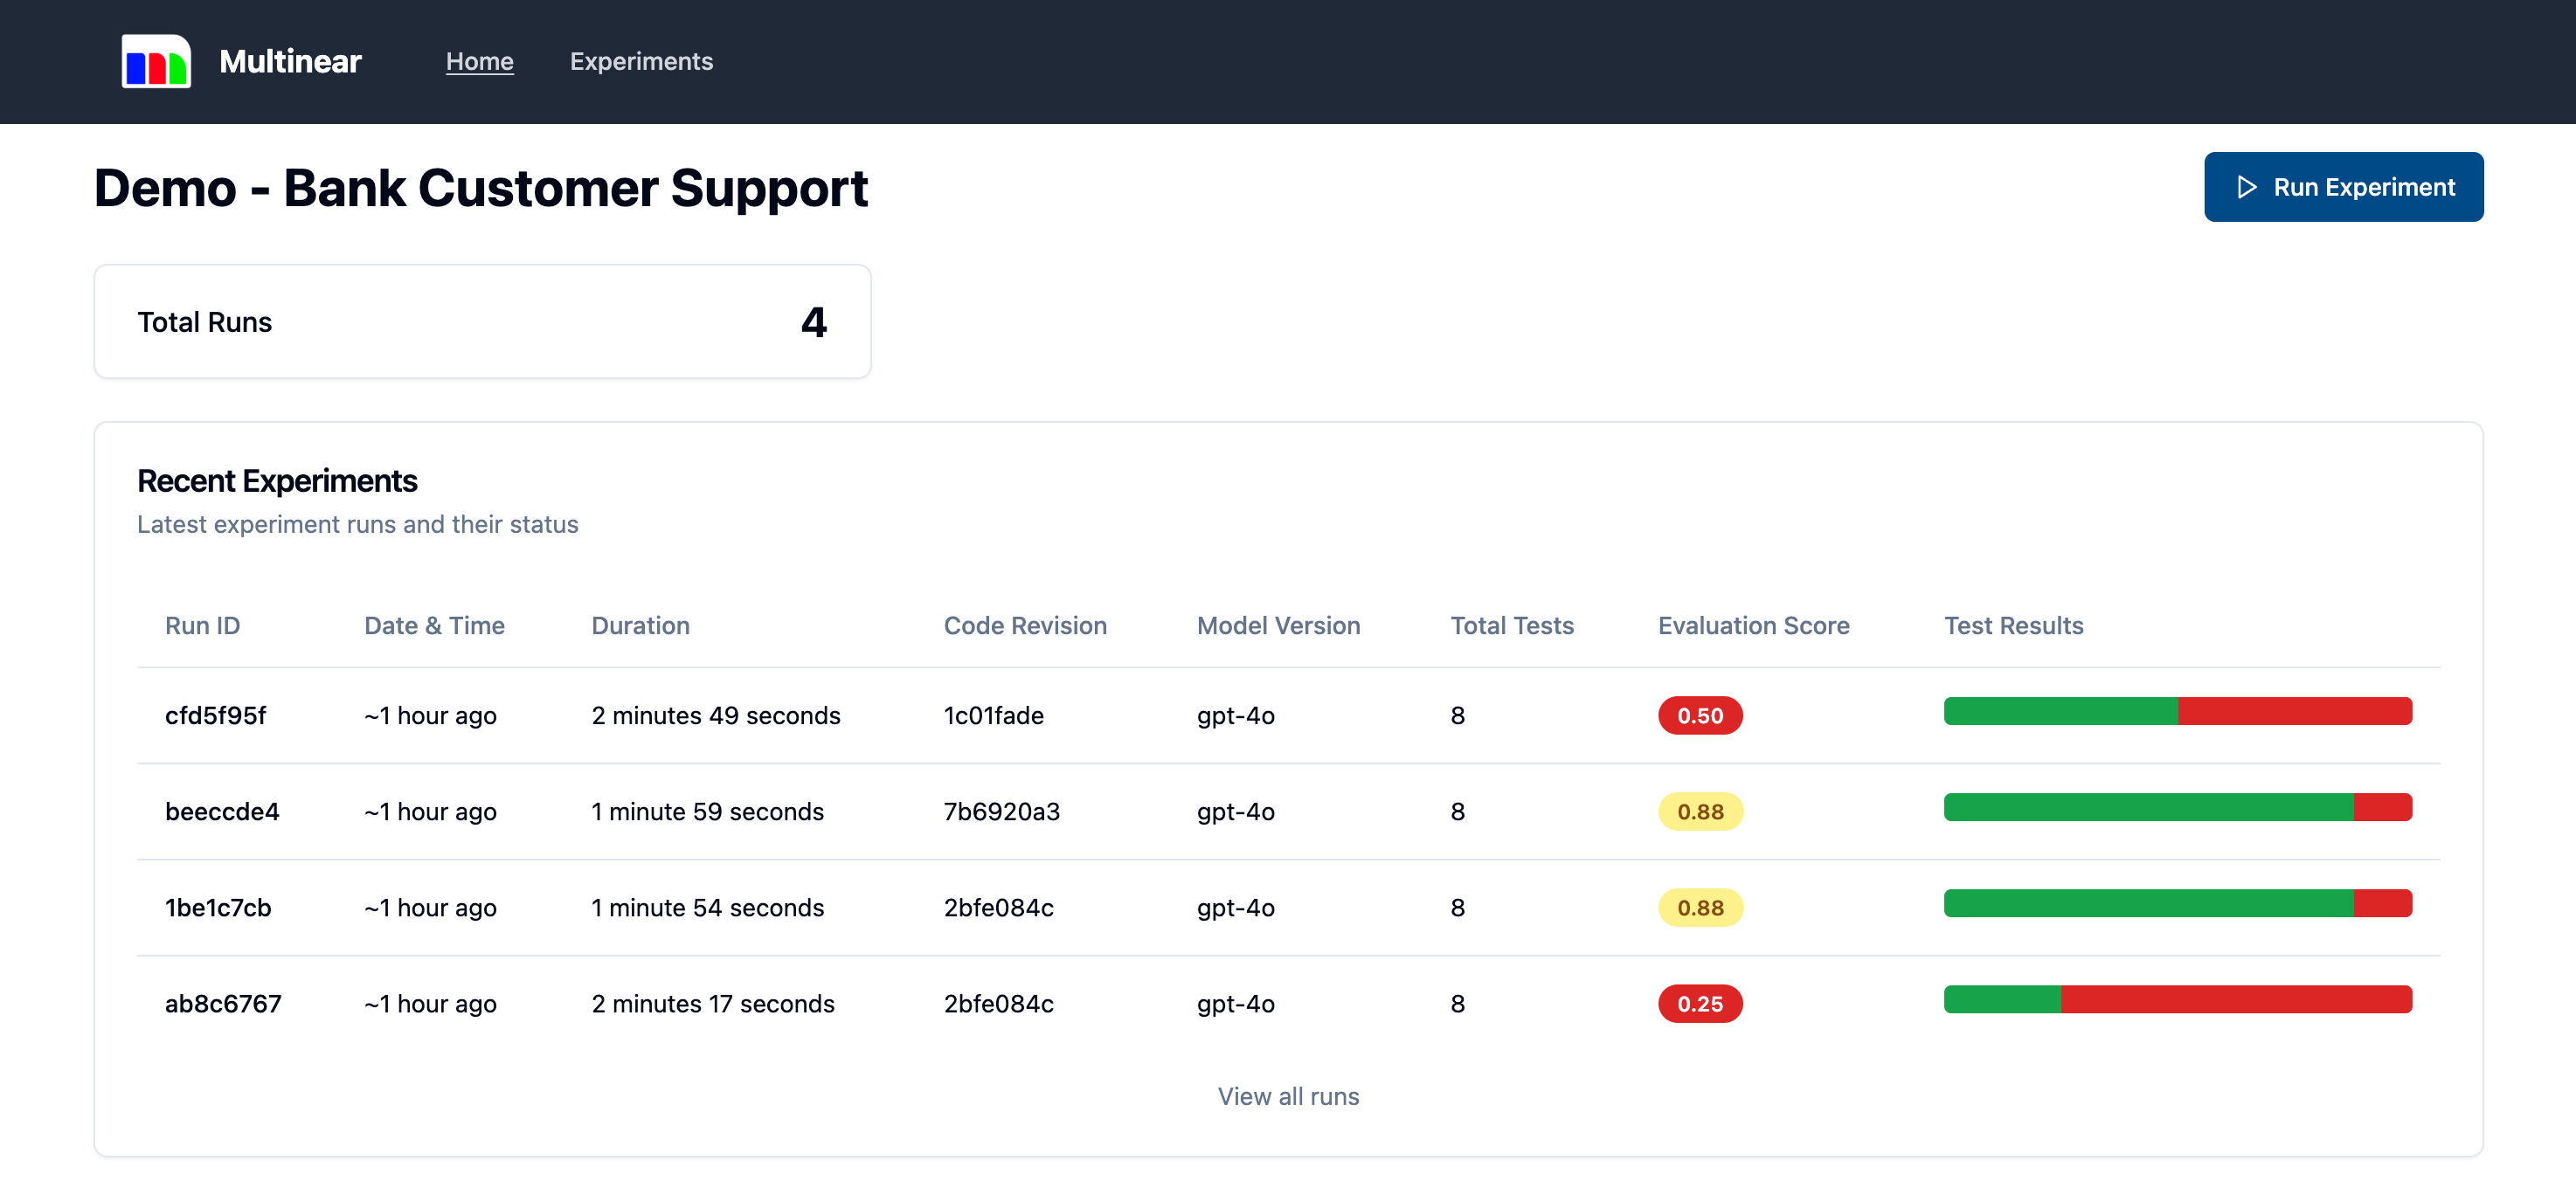 Multinear Home Experiments
Demo - Bank Customer Support
Run Experiment
Total Runs 4
Recent Experiments
Latest experiment runs and their status
Run ID Date & Time Duration Code Revision Model Version Total Tests Evaluation Score Test Results
cfd5f95f ~1 hour ago 2 minutes 49 seconds 1c01fade gpt-4o 8 0.50
beeccde4 ~1 hour ago 1 minute 59 seconds 7b6920a3 gpt-4o 8 0.88
1be1c7cb ~1 hour ago 1 minute 54 seconds 2bfe084c gpt-4o 8 0.88
ab8c6767 ~1 hour ago 2 minutes 17 seconds 2bfe084c gpt-4o 8 0.25
View all runs